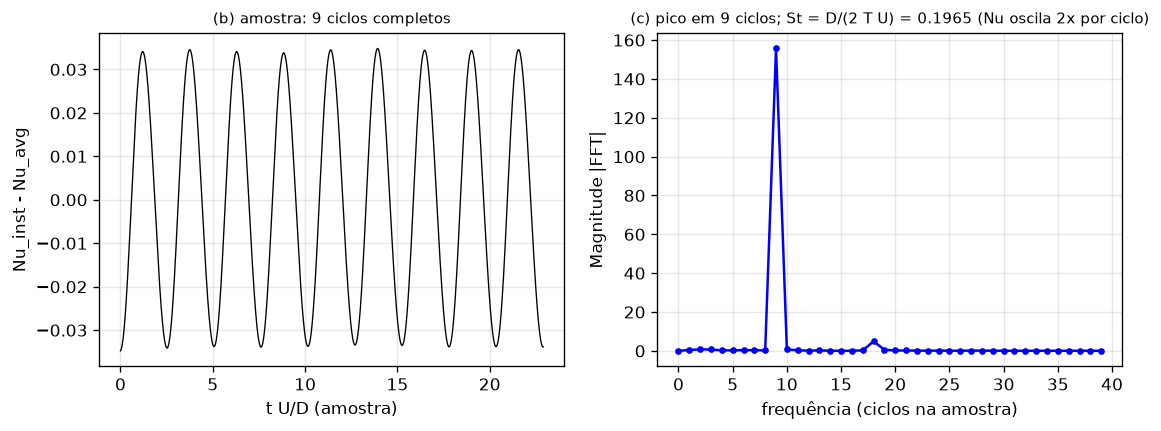 (b) amostra: 9 ciclos completos
Nu_inst - Nu_avg
0.03
0.02
0.01
0.00
−0.01
−0.02
−0.03
0 5 10 15 20
t U/D (amostra)
(c) pico em 9 ciclos; St = D/(2 T U) = 0.1965 (Nu oscila 2x por ciclo)
Magnitude |FFT|
160
140
120
100
80
60
40
20
0
0 5 10 15 20 25 30 35 40
frequência (ciclos na amostra)